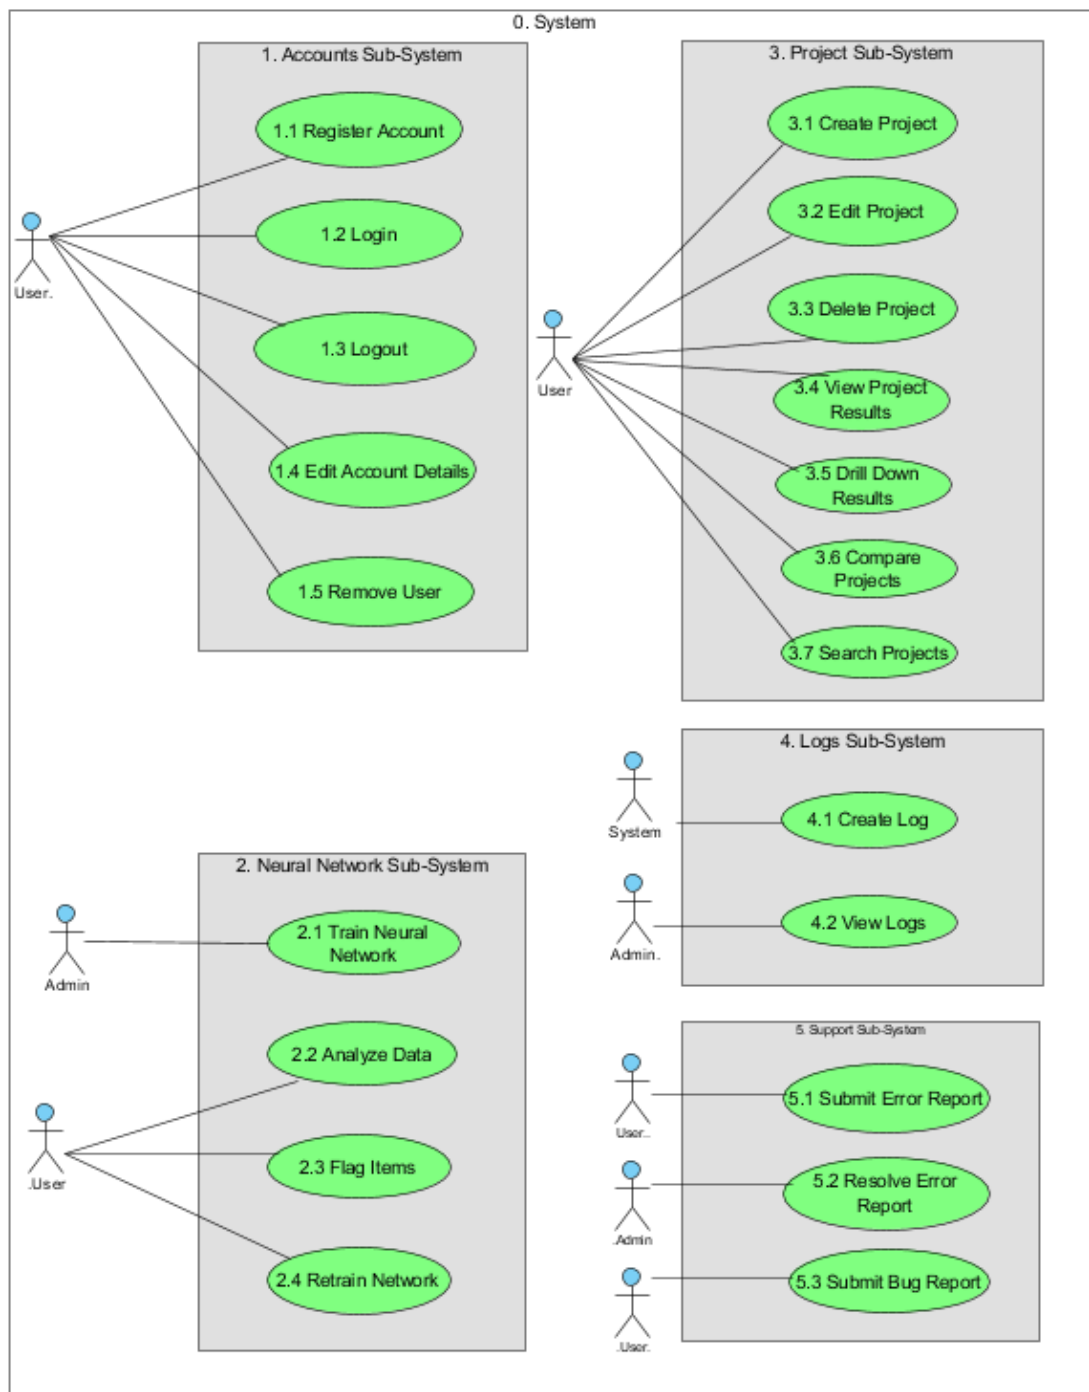 0. System
1. Accounts Sub-System
1.1 Register Account
1.2 Login
1.3 Logout
1.4 Edit Account Details
1.5 Remove User
User.
3. Project Sub-System
3.1 Create Project
3.2 Edit Project
3.3 Delete Project
3.4 View Project
Results
3.5 Drill Down
Results
3.6 Compare
Projects
3.7 Search Projects
User
2. Neural Network Sub-System
2.1 Train Neural
Network
2.2 Analyze Data
2.3 Flag Items
2.4 Retrain Network
Admin
.User
4. Logs Sub-System
4.1 Create Log
4.2 View Logs
System
Admin.
5. Support Sub-System
5.1 Submit Error Report
5.2 Resolve Error
Report
5.3 Submit Bug Report
User..
.Admin
.User.